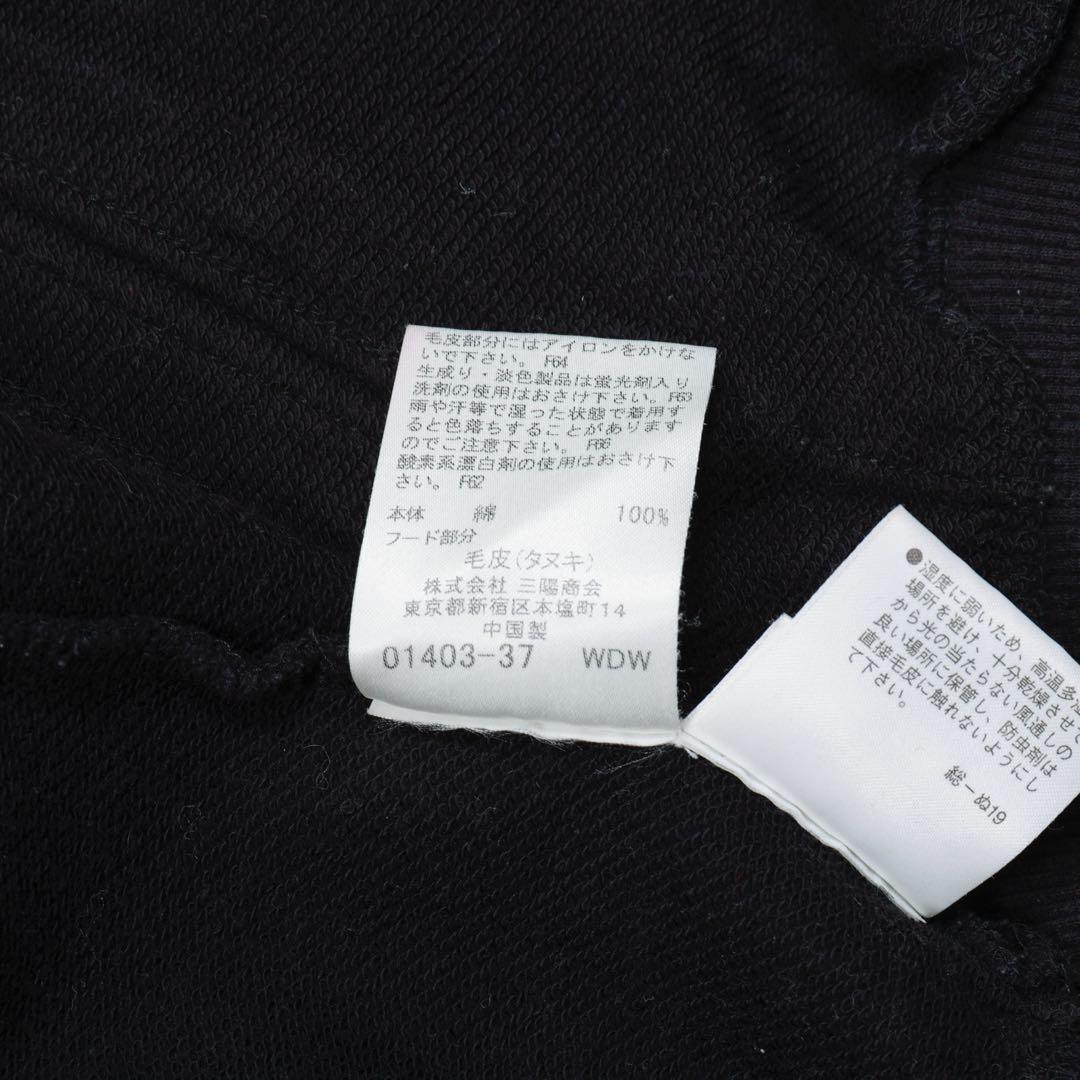 毛皮部分にはアイロンをかけな
いで下さい。 F64
生成り・淡色製品は蛍光剤入り
洗剤の使用はおさけ下さい。F63
雨や汗等で湿った状態で着用す
ると色落ちすることがあります
のでご注意下さい。 F66
酸素系漂白剤の使用はおさけ下
さい。 F62
本体 綿 100%
フード部分
毛皮(タヌキ)
株式会社 三陽商会
東京都新宿区本塩町14
中国製
01403-37 WDW
●湿度に弱いため、高温多湿
場所を避け、十分乾燥させて
から光の当たらない風通しの
良い場所に保管し、防虫剤は
直接毛皮に触れないようにし
て下さい。
総-ぬ19